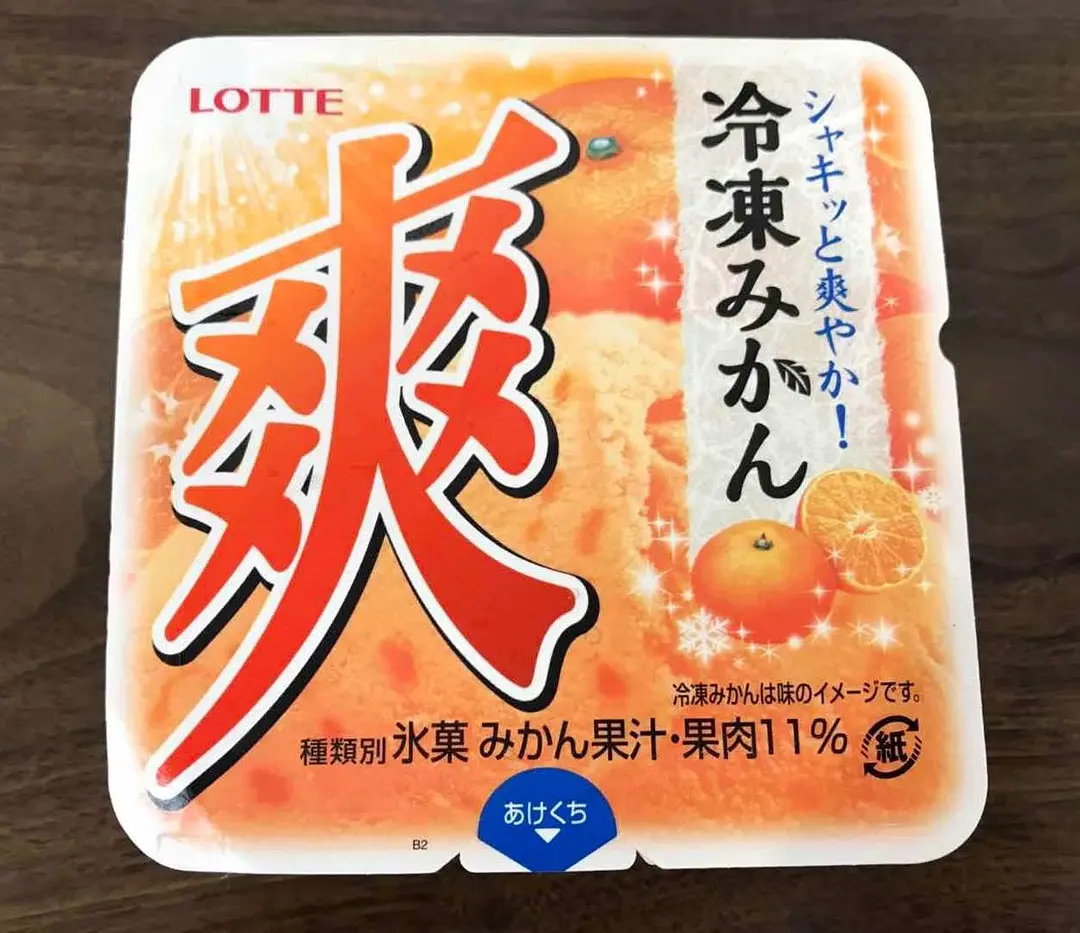 LOTTE
爽
シャキッと爽やか!
冷凍みかん
冷凍みかんは味のイメージです。
種類別 氷菓 みかん果汁・果肉11%
紙
あけくち
B2